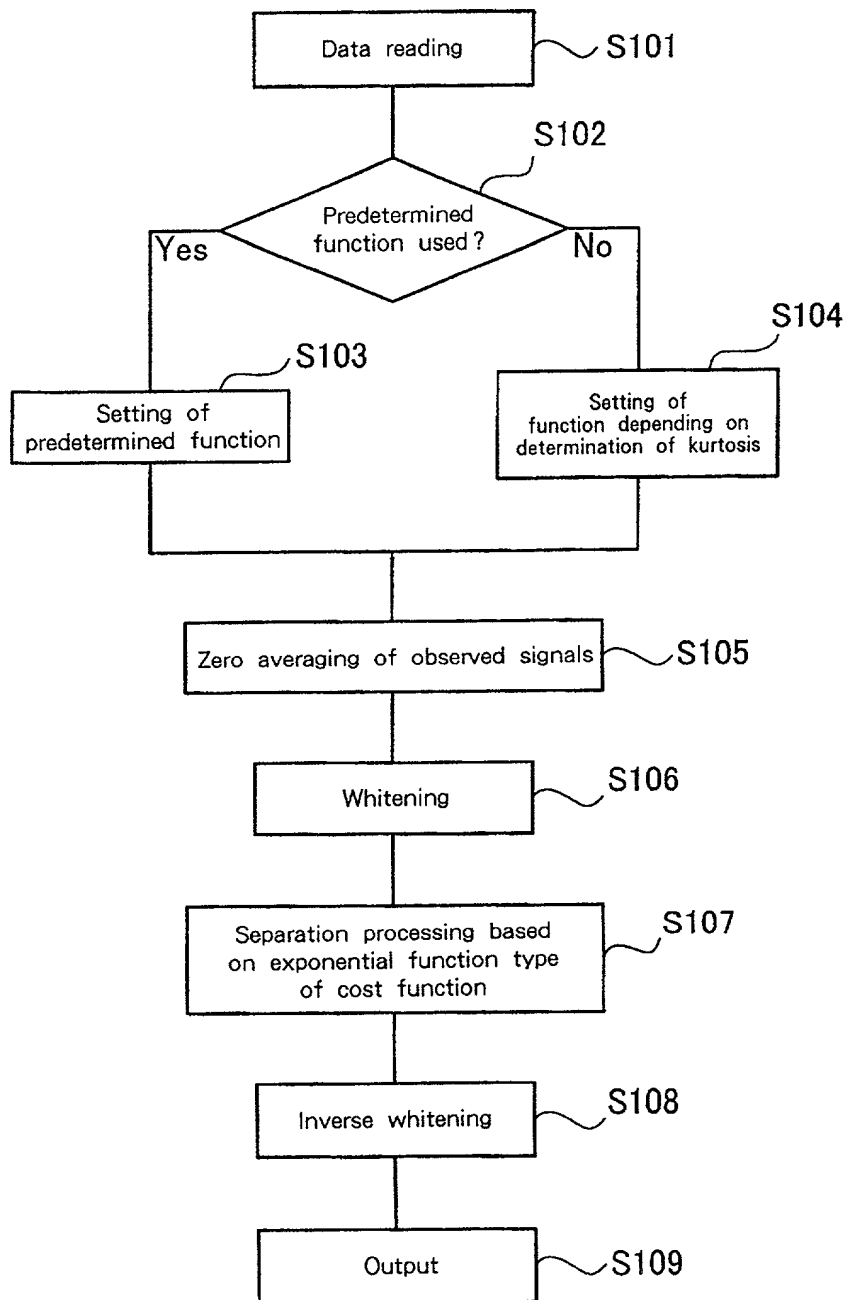 Data reading
S101
S102
Predetermined
function used?
Yes
No
S103
S104
Setting of
predetermined function
Setting of
function depending on
determination of kurtosis
Zero averaging of observed signals
S105
Whitening
S106
Separation processing based
on exponential function type
of cost function
S107
Inverse whitening
S108
Output
S109